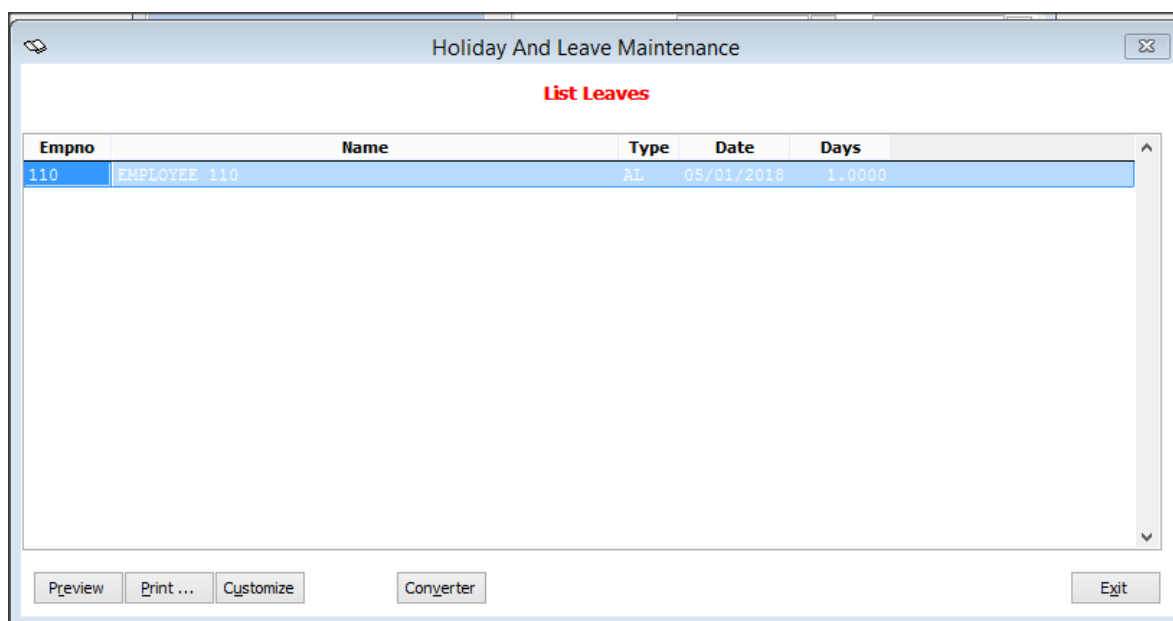 Holiday And Leave Maintenance
List Leaves
Empno Name Type Date Days
110 EMPLOYEE 110 AL 05/01/2018 1.0000
Preview Print ... Customize Converter Exit